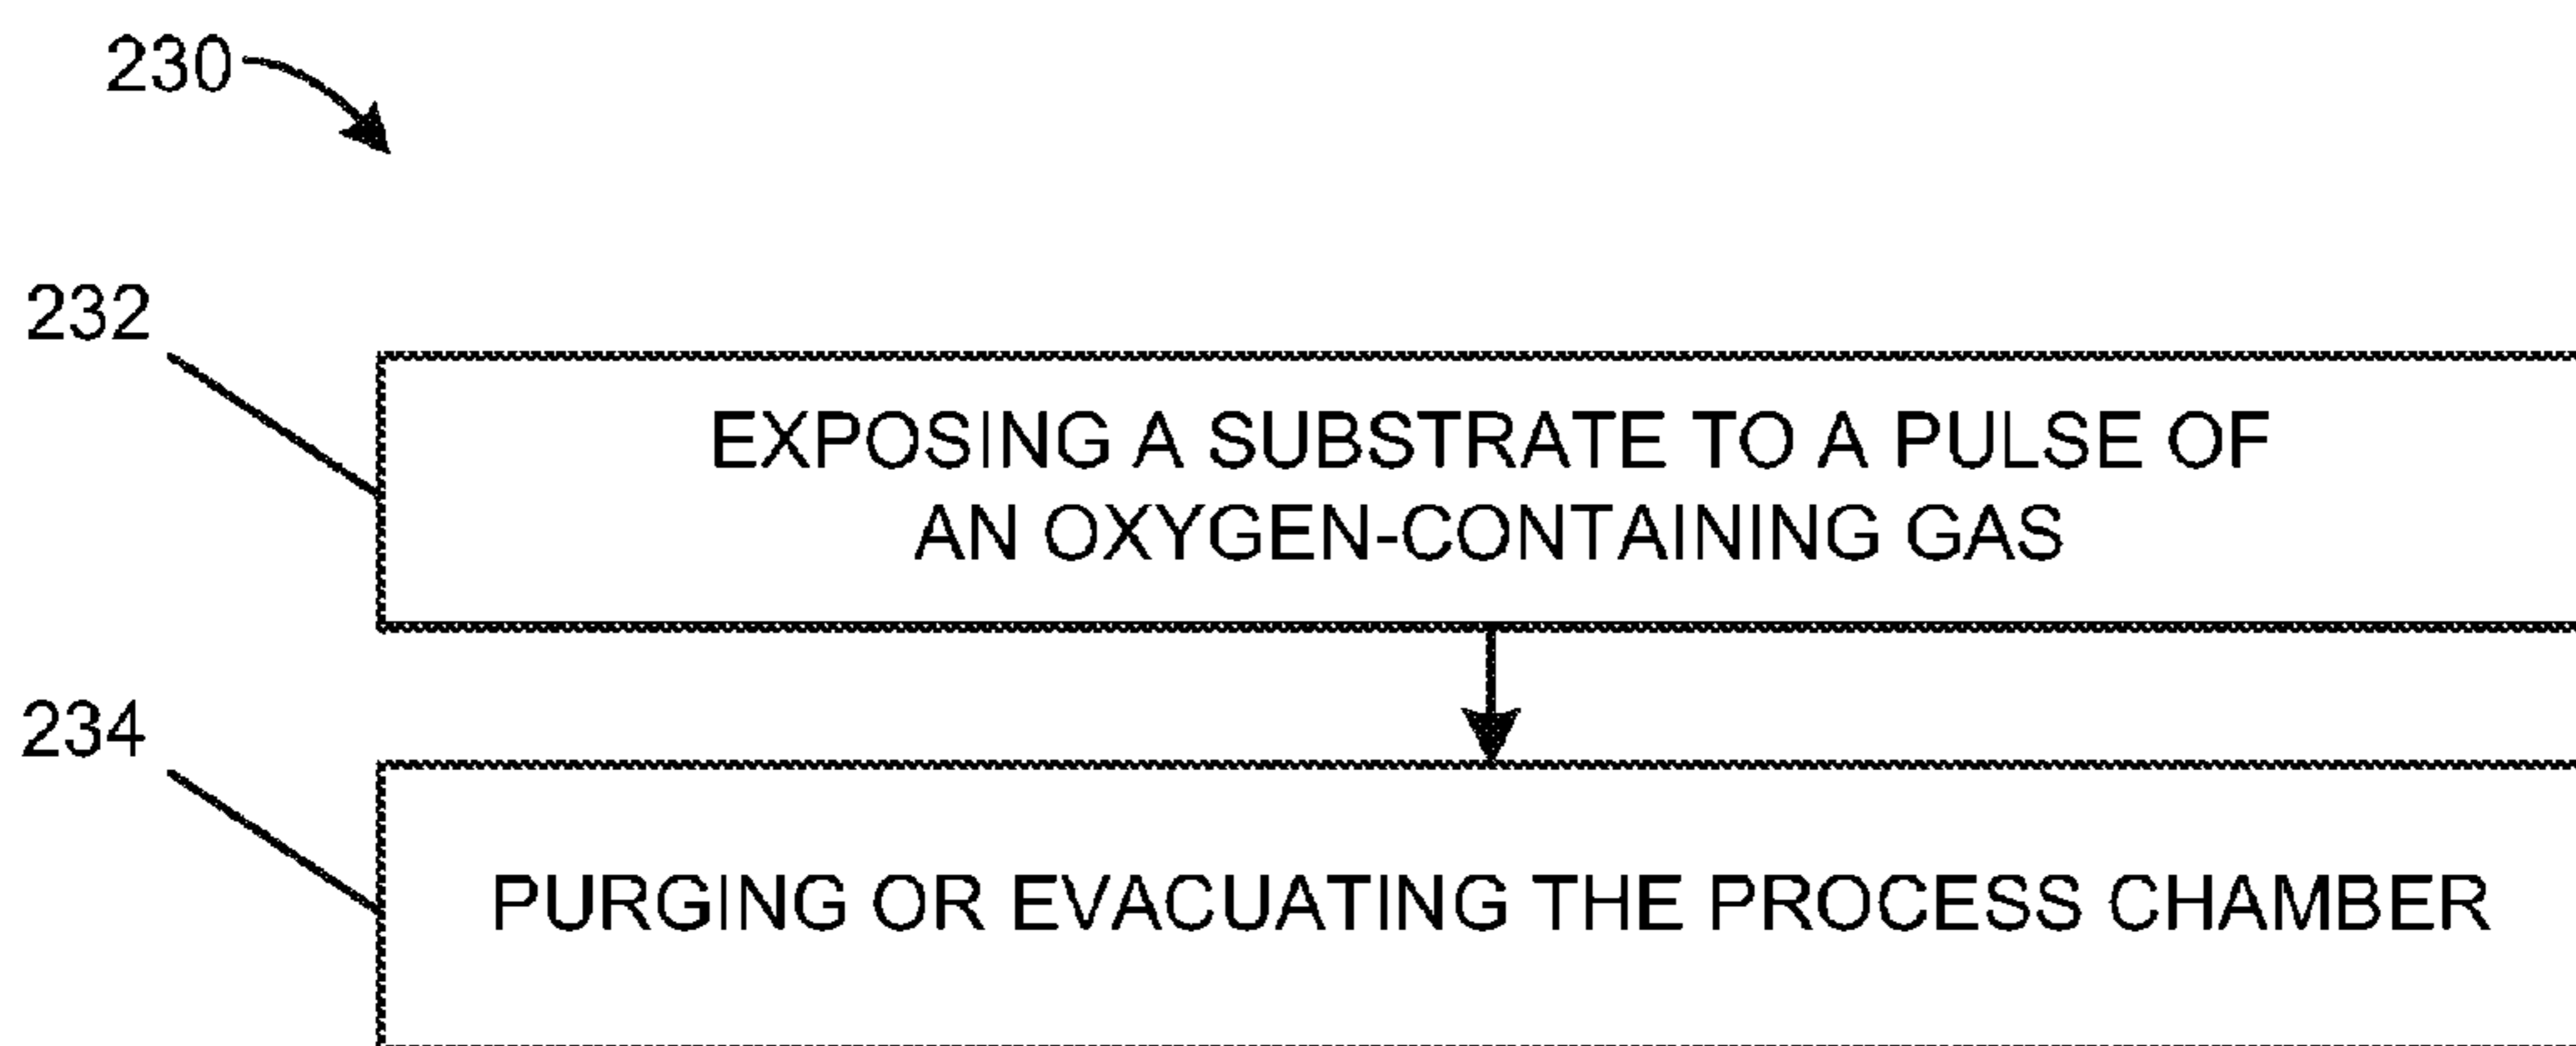 230
232
EXPOSING A SUBSTRATE TO A PULSE OF
AN OXYGEN-CONTAINING GAS
234
PURGING OR EVACUATING THE PROCESS CHAMBER